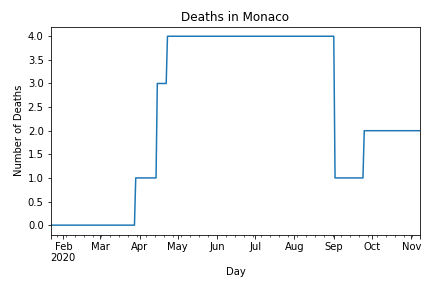 Deaths in Monaco
Number of Deaths
4.0
3.5
3.0
2.5
2.0
1.5
1.0
0.5
0.0
Feb Mar Apr May Jun Jul Aug Sep Oct Nov
2020
Day